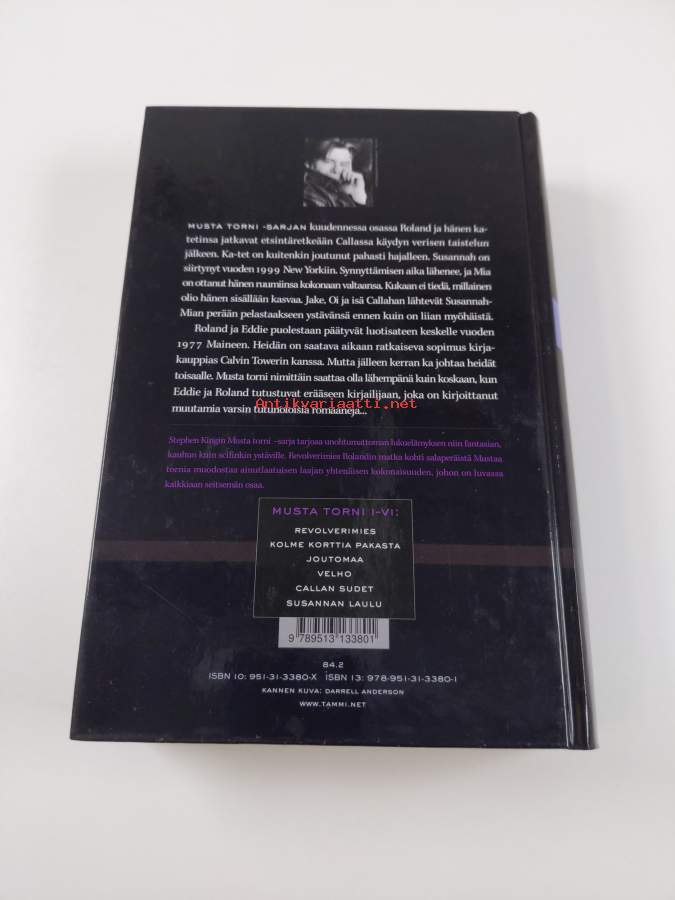 MUSTA TORNI -SARJAN kuudennessa osassa Roland ja hänen ka-
tetinsa jatkavat etsintäretkeään Callassa käydyn verisen taistelun
jälkeen. Ka-tet on kuitenkin joutunut pahasti hajalleen. Susannah on
siirtynyt vuoden 1999 New Yorkiin. Synnyttämisen aika lähenee, ja Mia
on ottanut hänen ruumiinsa kokonaan valtaansa. Kukaan ei tiedä, millainen
olio hänen sisällään kasvaa. Jake, Oi ja isä Callahan lähtevät Susannah-
Mian perään pelastaakseen ystävänsä ennen kuin on liian myöhäistä.
Roland ja Eddie puolestaan päätyvät luotisateen keskelle vuoden
1977 Maineen. Heidän on saatava aikaan ratkaiseva sopimus kirja-
kauppias Calvin Towerin kanssa. Mutta jälleen kerran ka johtaa heidät
toisaalle. Musta torni nimittäin saattaa olla lähempänä kuin koskaan, kun
Eddie ja Roland tutustuvat erääseen kirjailijaan, joka on kirjoittanut
Antikvariaatti.net
muutamia varsin tutunoloisia romaaneja...
Stephen Kingin Musta torni -sarja tarjoaa unohtumattoman lukuelämyksen niin fantasian,
kauhun kuin scifinkin ystäville. Revolverimies Rolandin matka kohti salaperäistä Mustaa
tornia muodostaa ainutlaatuisen laajan yhtenäisen kokonaisuuden, johon on luvassa
kaikkiaan seitsemän osaa.
MUSTA TORNI I-VI:
REVOLVERIMIES
KOLME KORTTIA PAKASTA
JOUTOMAA
VELHO
CALLAN SUDET
SUSANNAN LAULU
9 789513 133801
84.2
ISBN 10: 951-31-3380-X ISBN 13: 978-951-31-3380-1
KANNEN KUVA: DARRELL ANDERSON
WWW.TAMMI.NET